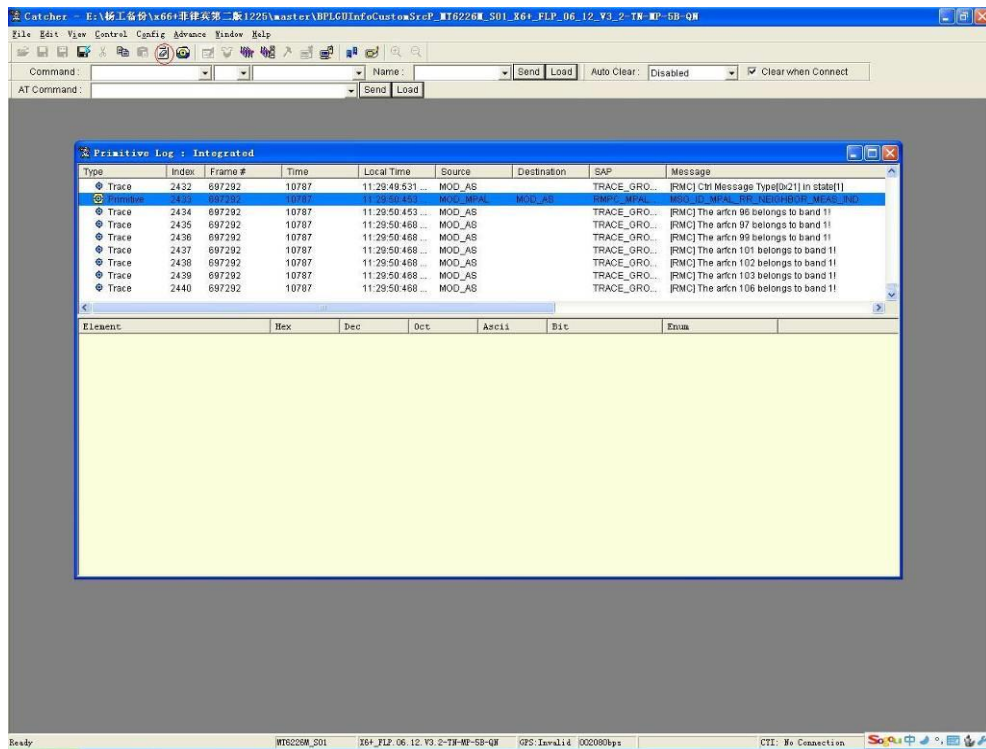 Catcher - E:\杨工备份\x66+菲律宾第二版1225\master\BPLGUInfoCustomSrcP_MT6226M_S01_X6+_FLP_06_12_V3_2-TN-MP-5B-QN
File Edit View Control Config Advance Window Help
Command: Name: Send Load Auto Clear: Disabled Clear when Connect
AT Command: Send Load
Primitive Log : Integrated
Type Index Frame # Time Local Time Source Destination SAP Message
Trace 2432 697292 10787 11:29:49:531 ... MOD_AS TRACE_GRO... [RMC] Ctrl Message Type[0x21] in state[1]
Primitive 2433 697292 10787 11:29:50:453 ... MOD_MPAL MOD_AS RMPC_MPAL... MSG_ID_MPAL_RR_NEIGHBOR_MEAS_IND
Trace 2434 697292 10787 11:29:50:453 ... MOD_AS TRACE_GRO... [RMC] The arfcn 96 belongs to band 1!
Trace 2435 697292 10787 11:29:50:468 ... MOD_AS TRACE_GRO... [RMC] The arfcn 97 belongs to band 1!
Trace 2436 697292 10787 11:29:50:468 ... MOD_AS TRACE_GRO... [RMC] The arfcn 99 belongs to band 1!
Trace 2437 697292 10787 11:29:50:468 ... MOD_AS TRACE_GRO... [RMC] The arfcn 101 belongs to band 1!
Trace 2438 697292 10787 11:29:50:468 ... MOD_AS TRACE_GRO... [RMC] The arfcn 102 belongs to band 1!
Trace 2439 697292 10787 11:29:50:468 ... MOD_AS TRACE_GRO... [RMC] The arfcn 103 belongs to band 1!
Trace 2440 697292 10787 11:29:50:468 ... MOD_AS TRACE_GRO... [RMC] The arfcn 106 belongs to band 1!
Element Hex Dec Oct Ascii Bit Enum
Ready MT6226M_S01 X6+_FLP.06.12.V3.2-TN-MP-5B-QN GPS:Invalid 002080bps CTI: No Connection Sogou 中